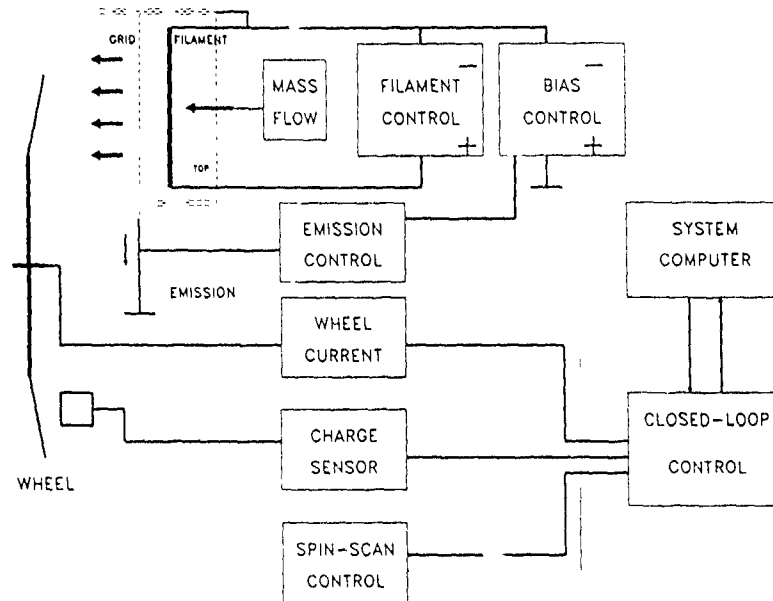 GRID
FILAMENT
MASS
FLOW
TOP
−
FILAMENT
CONTROL
+
−
BIAS
CONTROL
+
EMISSION
CONTROL
SYSTEM
COMPUTER
EMISSION
WHEEL
CURRENT
CHARGE
SENSOR
CLOSED-LOOP
CONTROL
WHEEL
SPIN-SCAN
CONTROL